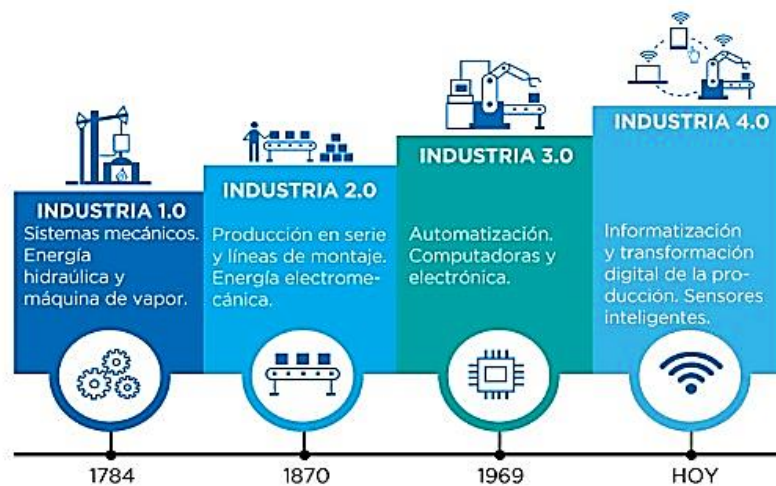 INDUSTRIA 1.0
Sistemas mecánicos.
Energía
hidraúlica y
máquina de vapor.
INDUSTRIA 2.0
Producción en serie
y líneas de montaje.
Energía electrome-
cánica.
INDUSTRIA 3.0
Automatización.
Computadoras y
electrónica.
INDUSTRIA 4.0
Informatización
y transformación
digital de la pro-
ducción. Sensores
inteligentes.
1784
1870
1969
HOY